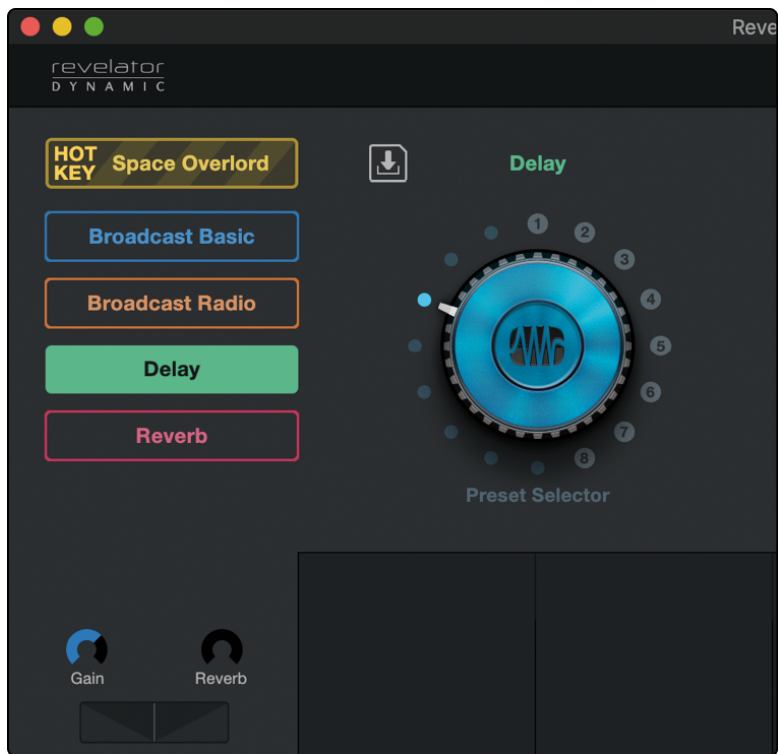 Reve
revelator
DYNAMIC
HOT
KEY
Space Overlord
Delay
Broadcast Basic
Broadcast Radio
Delay
Reverb
1
2
3
4
5
6
7
8
Preset Selector
Gain
Reverb